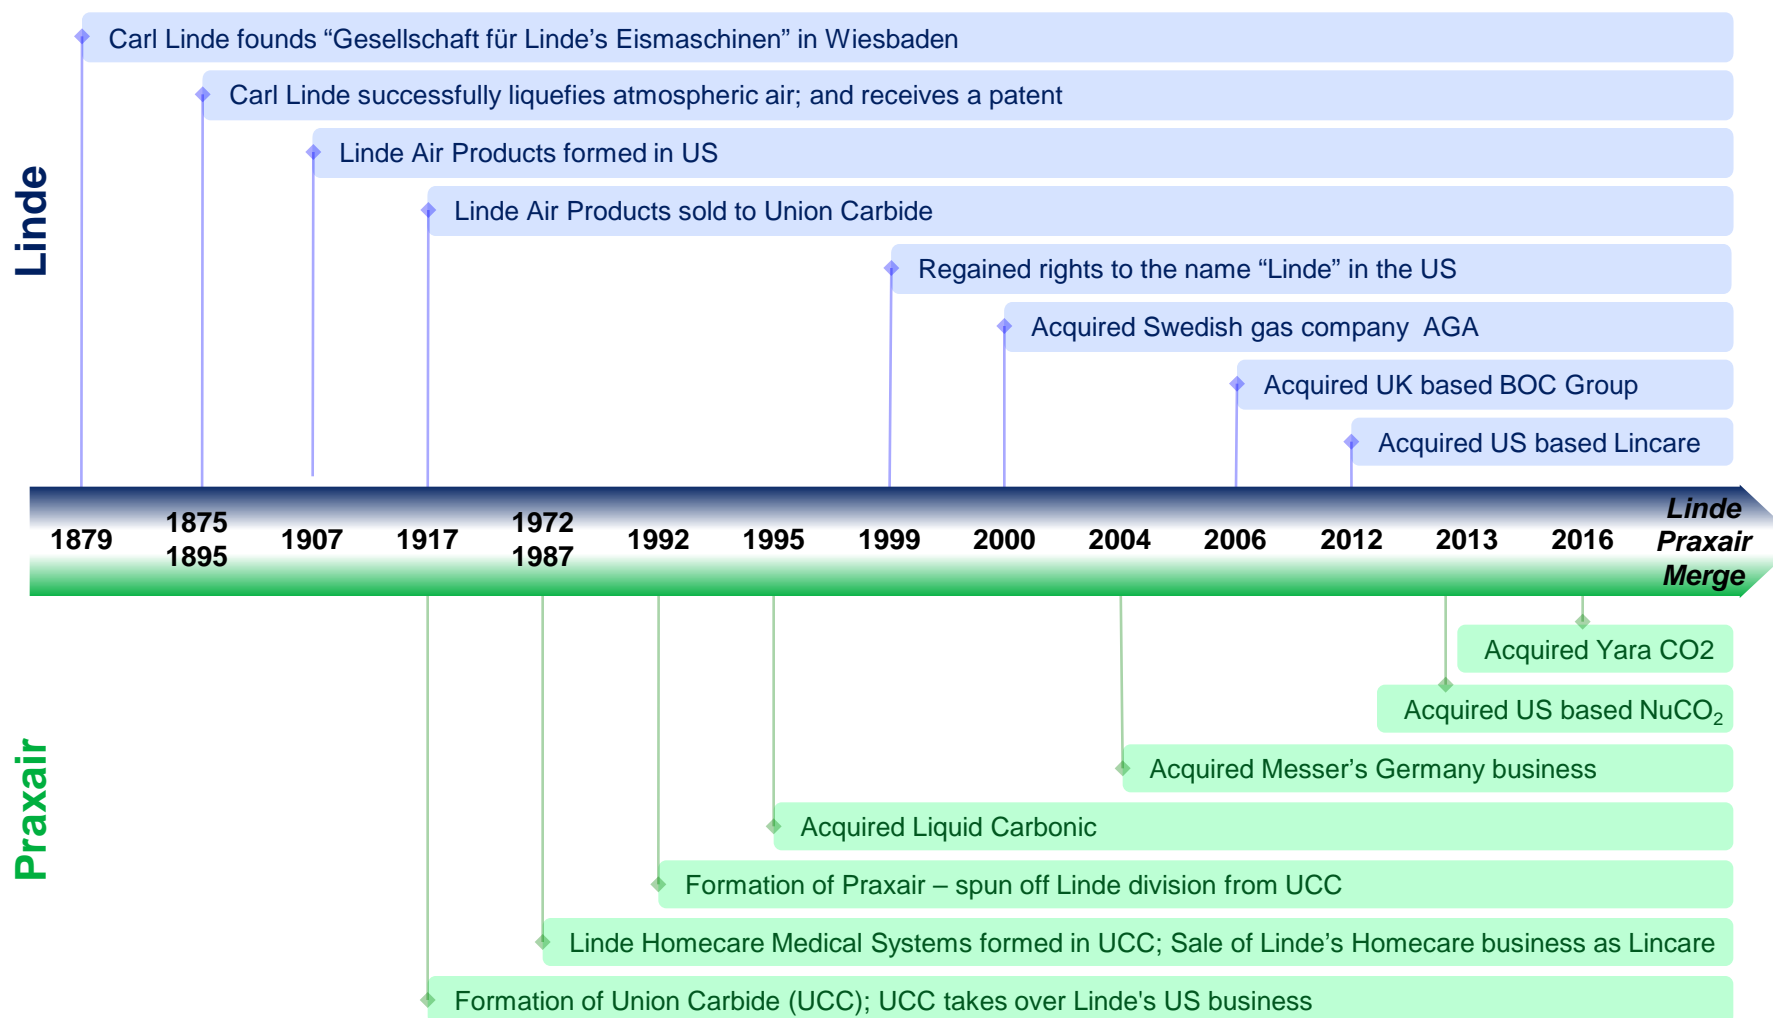 Carl Linde founds “Gesellschaft für Linde’s Eismaschinen” in Wiesbaden
Carl Linde successfully liquefies atmospheric air; and receives a patent
Linde Air Products formed in US
Linde
Linde Air Products sold to Union Carbide
Regained rights to the name “Linde” in the US
Acquired Swedish gas company AGA
Acquired UK based BOC Group
Acquired US based Lincare
1879
1875
1895
1907
1917
1972
1987
1992
1995
1999
2000
2004
2006
2012
2013
2016
Linde
Praxair
Merge
Acquired Yara CO2
Acquired US based NuCO₂
Praxair
Acquired Messer’s Germany business
Acquired Liquid Carbonic
Formation of Praxair – spun off Linde division from UCC
Linde Homecare Medical Systems formed in UCC; Sale of Linde’s Homecare business as Lincare
Formation of Union Carbide (UCC); UCC takes over Linde's US business